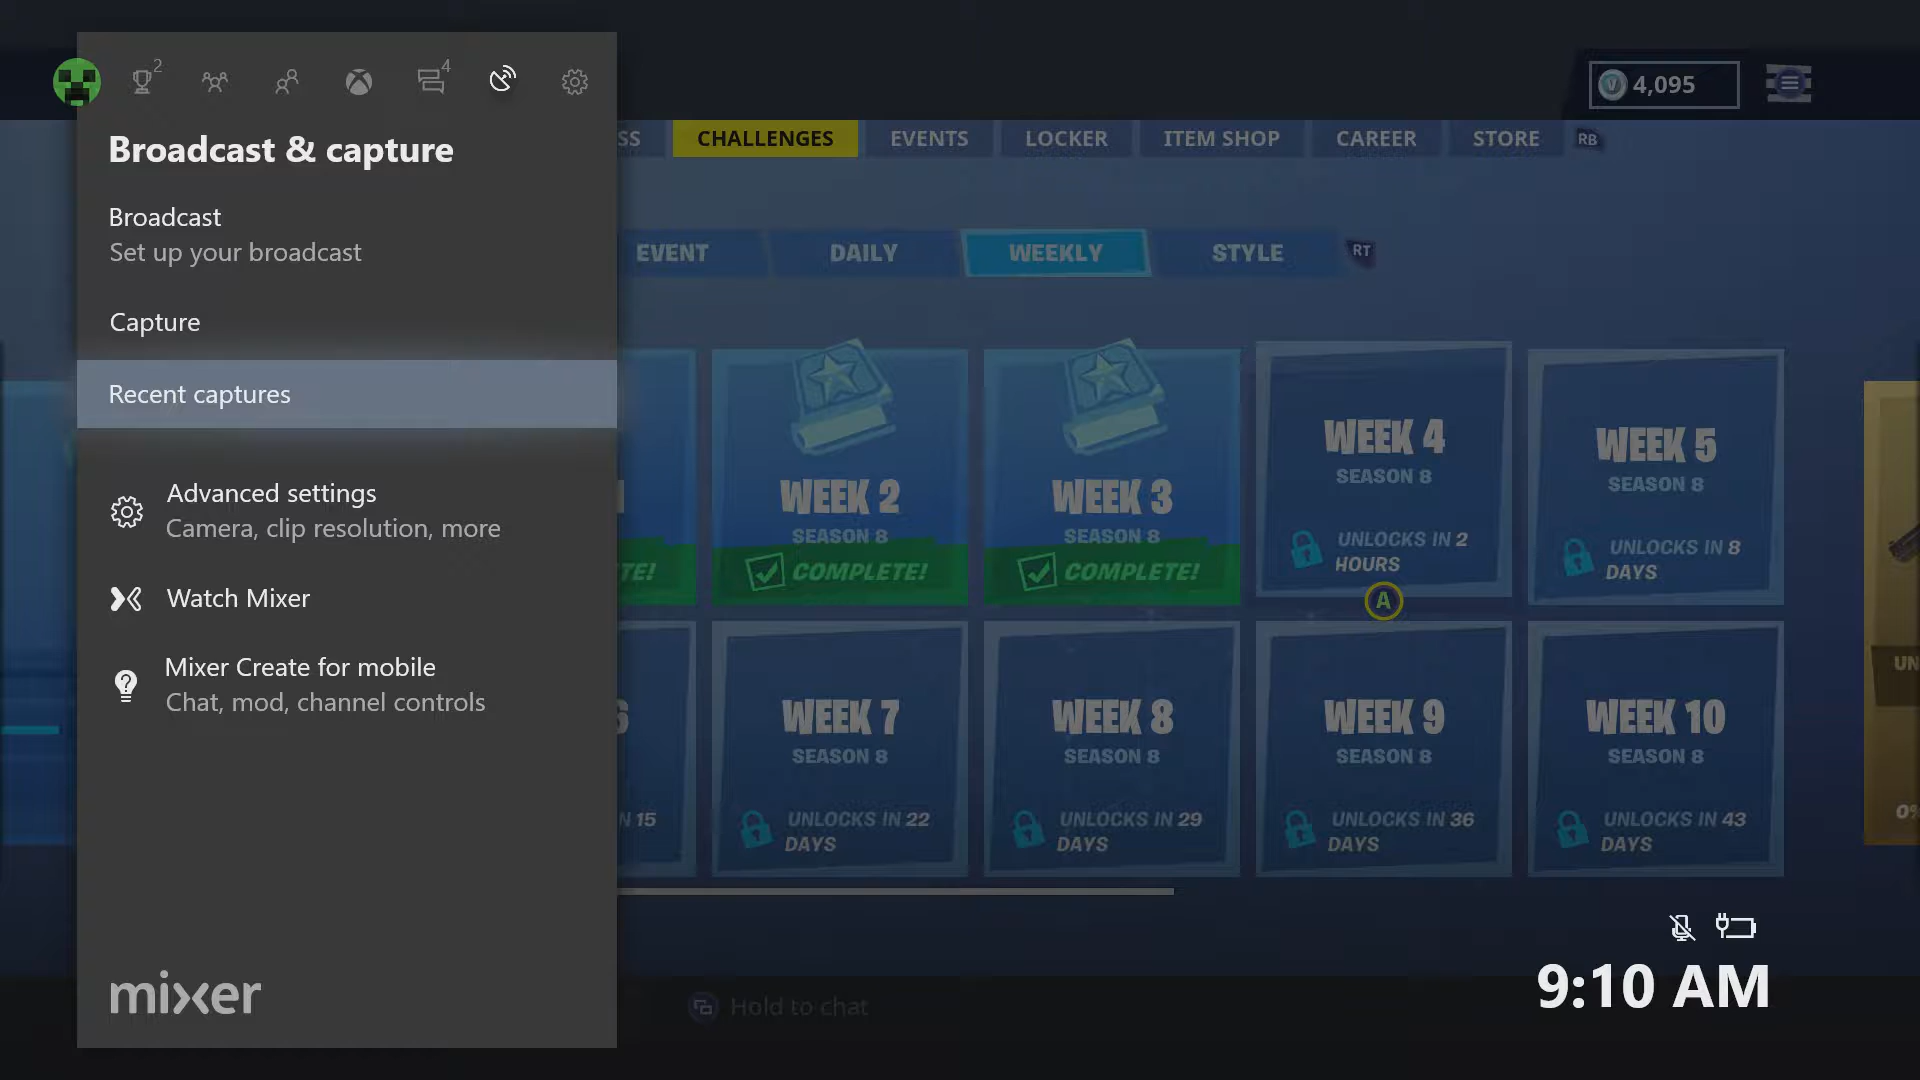 2
4
Broadcast & capture
Broadcast
Set up your broadcast
Capture
Recent captures
Advanced settings
Camera, clip resolution, more
Watch Mixer
Mixer Create for mobile
Chat, mod, channel controls
mixer
V 4,095
SS
CHALLENGES
EVENTS
LOCKER
ITEM SHOP
CAREER
STORE
RB
EVENT
DAILY
WEEKLY
STYLE
RT
TE!
WEEK 2
SEASON 8
COMPLETE!
WEEK 3
SEASON 8
COMPLETE!
WEEK 4
SEASON 8
UNLOCKS IN 2
HOURS
A
WEEK 5
SEASON 8
UNLOCKS IN 8
DAYS
6
N 15
WEEK 7
SEASON 8
UNLOCKS IN 22
DAYS
WEEK 8
SEASON 8
UNLOCKS IN 29
DAYS
WEEK 9
SEASON 8
UNLOCKS IN 36
DAYS
WEEK 10
SEASON 8
UNLOCKS IN 43
DAYS
UN
0%
Hold to chat
9:10 AM